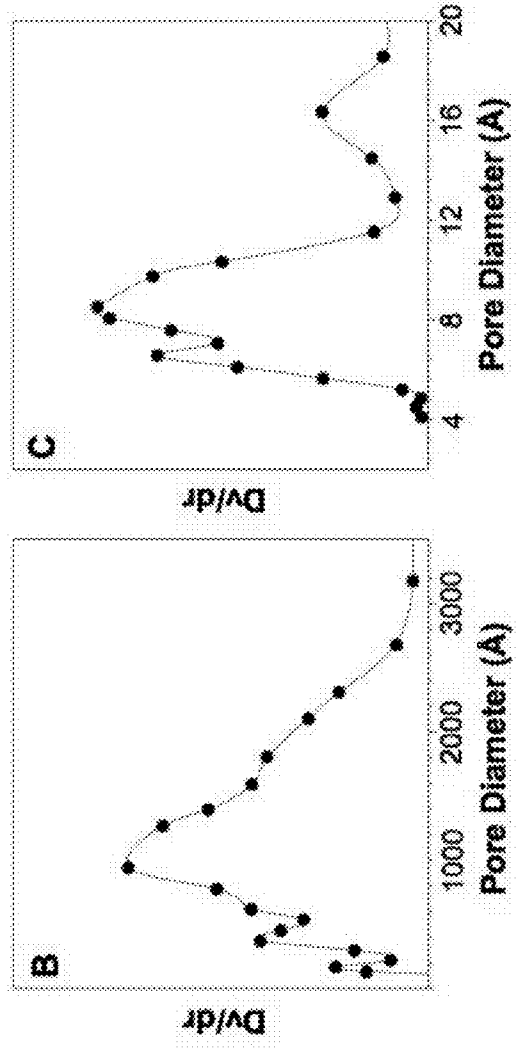 B
Dv/dr
1000 2000 3000
Pore Diameter (Å)
C
Dv/dr
4 8 12 16 20
Pore Diameter (Å)